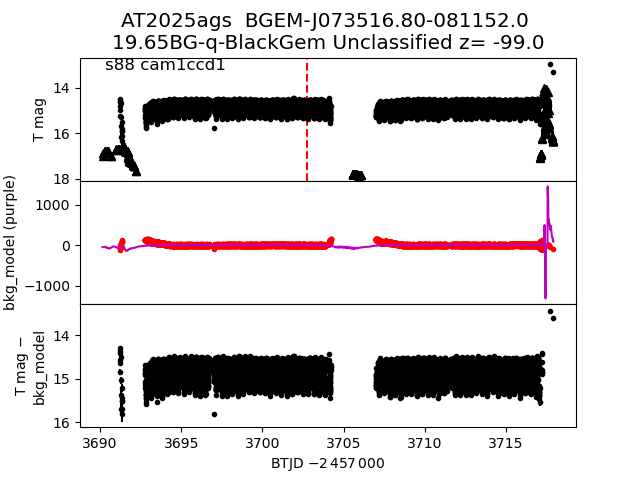 AT2025ags BGEM-J073516.80-081152.0
19.65BG-q-BlackGem Unclassified z= -99.0
s88 cam1ccd1
T mag
14
16
18
bkg_model (purple)
1000
0
−1000
T mag −
bkg_model
14
15
16
3690
3695
3700
3705
3710
3715
BTJD −2 457 000